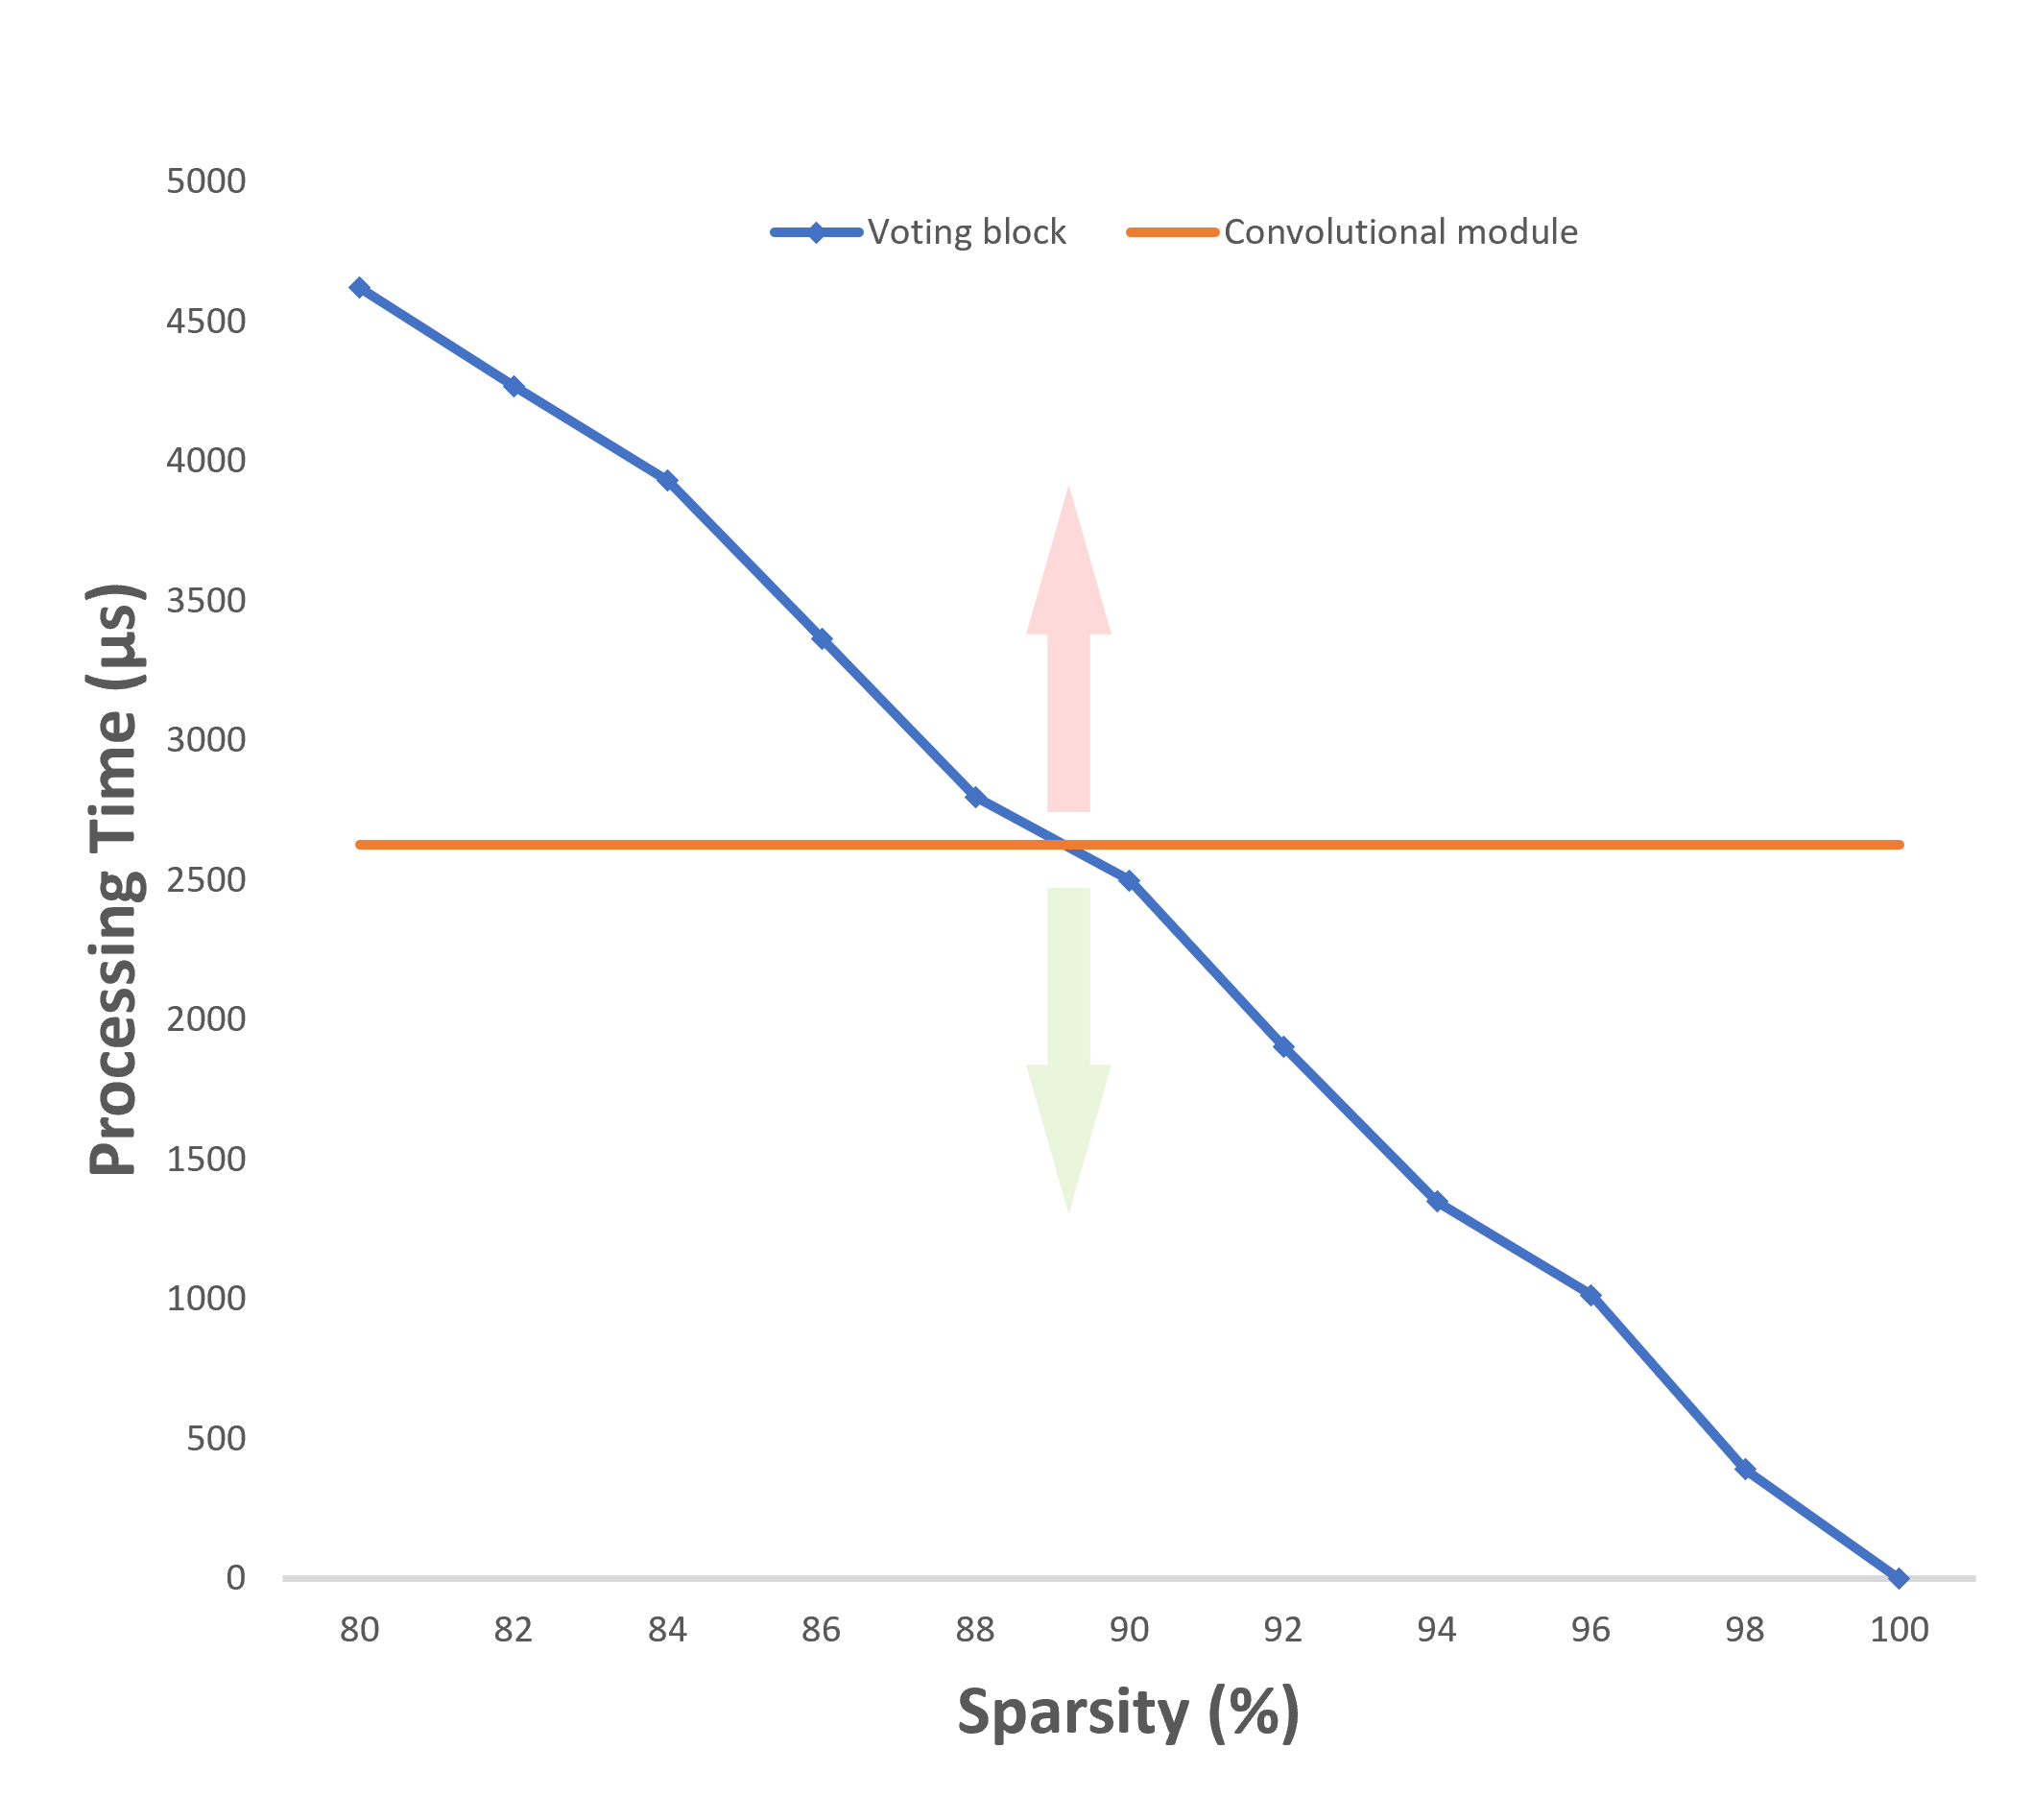 5000
Voting block Convolutional module
4500
4000
3500
3000
2500
2000
1500
1000
500
0
Processing Time (µs)
80 82 84 86 88 90 92 94 96 98 100
Sparsity (%)